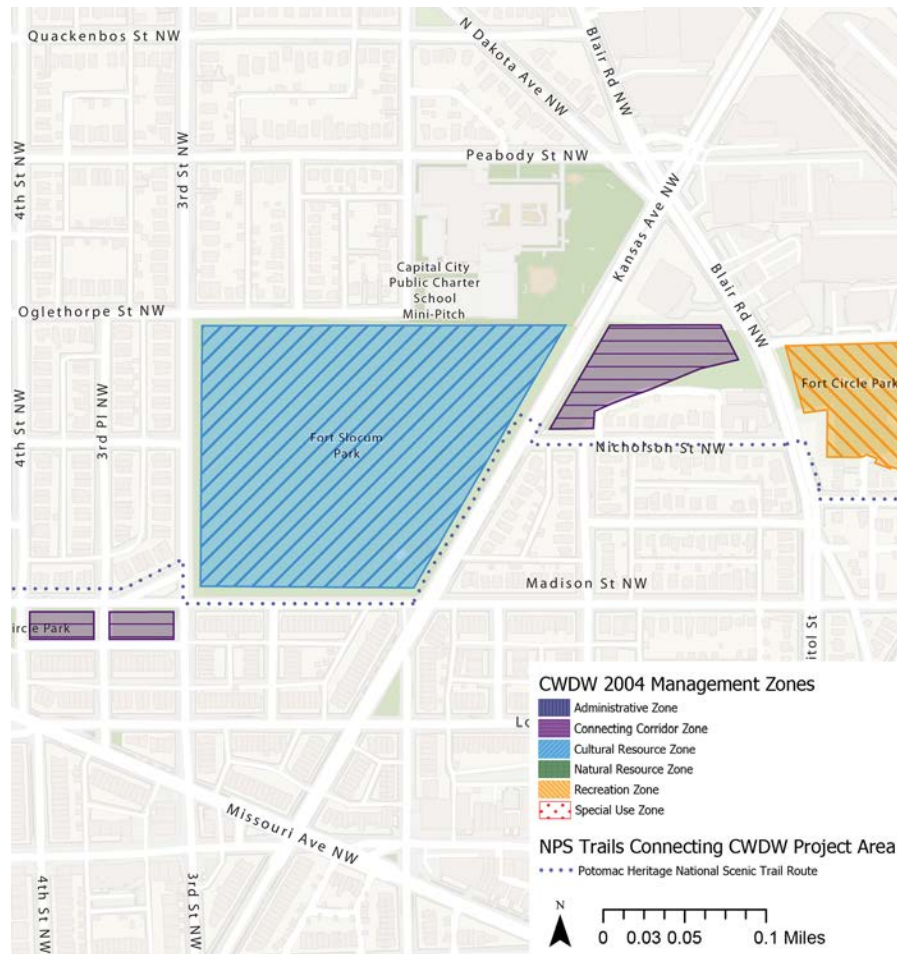 Quackenbos St NW
N Dakota Ave NW
Blair Rd NW
4th St NW
3rd St NW
Peabody St NW
Kansas Ave NW
Capital City
Public Charter
School
Mini-Pitch
Blair Rd NW
Oglethorpe St NW
4th St NW
3rd Pl NW
Fort Slocum
Park
Fort Circle Park
Nicholson St NW
Madison St NW
ircle Park
itol St
Lo
Missouri Ave NW
4th St NW
3rd St NW
CWDW 2004 Management Zones
Administrative Zone
Connecting Corridor Zone
Cultural Resource Zone
Natural Resource Zone
Recreation Zone
Special Use Zone
NPS Trails Connecting CWDW Project Area
Potomac Heritage National Scenic Trail Route
N
0 0.03 0.05 0.1 Miles